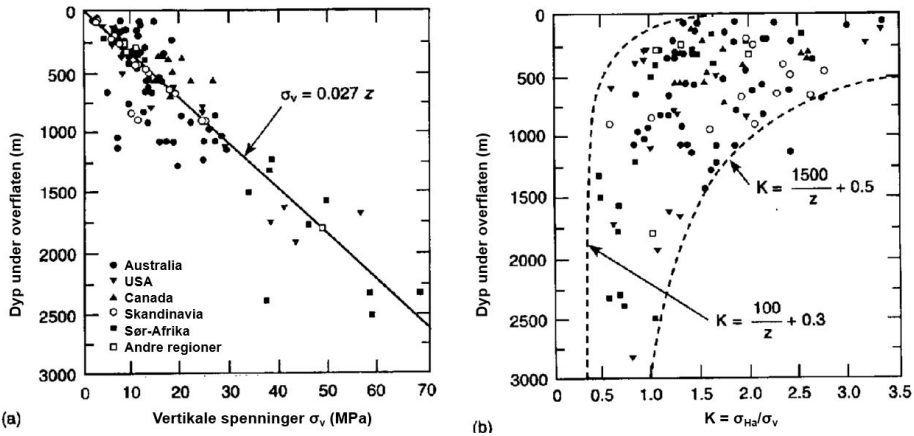 0
500
1000
1500
2000
2500
3000
Dyp under overflaten (m)
σv = 0.027 z
Australia
USA
Canada
Skandinavia
Sør-Afrika
Andre regioner
0 10 20 30 40 50 60 70
(a) Vertikale spenninger σv (MPa)
0
500
1000
1500
2000
2500
3000
Dyp under overflaten (m)
K = 1500/z + 0.5
K = 100/z + 0.3
0.5 1.0 1.5 2.0 2.5 3.0 3.5
(b) K = σHa/σv